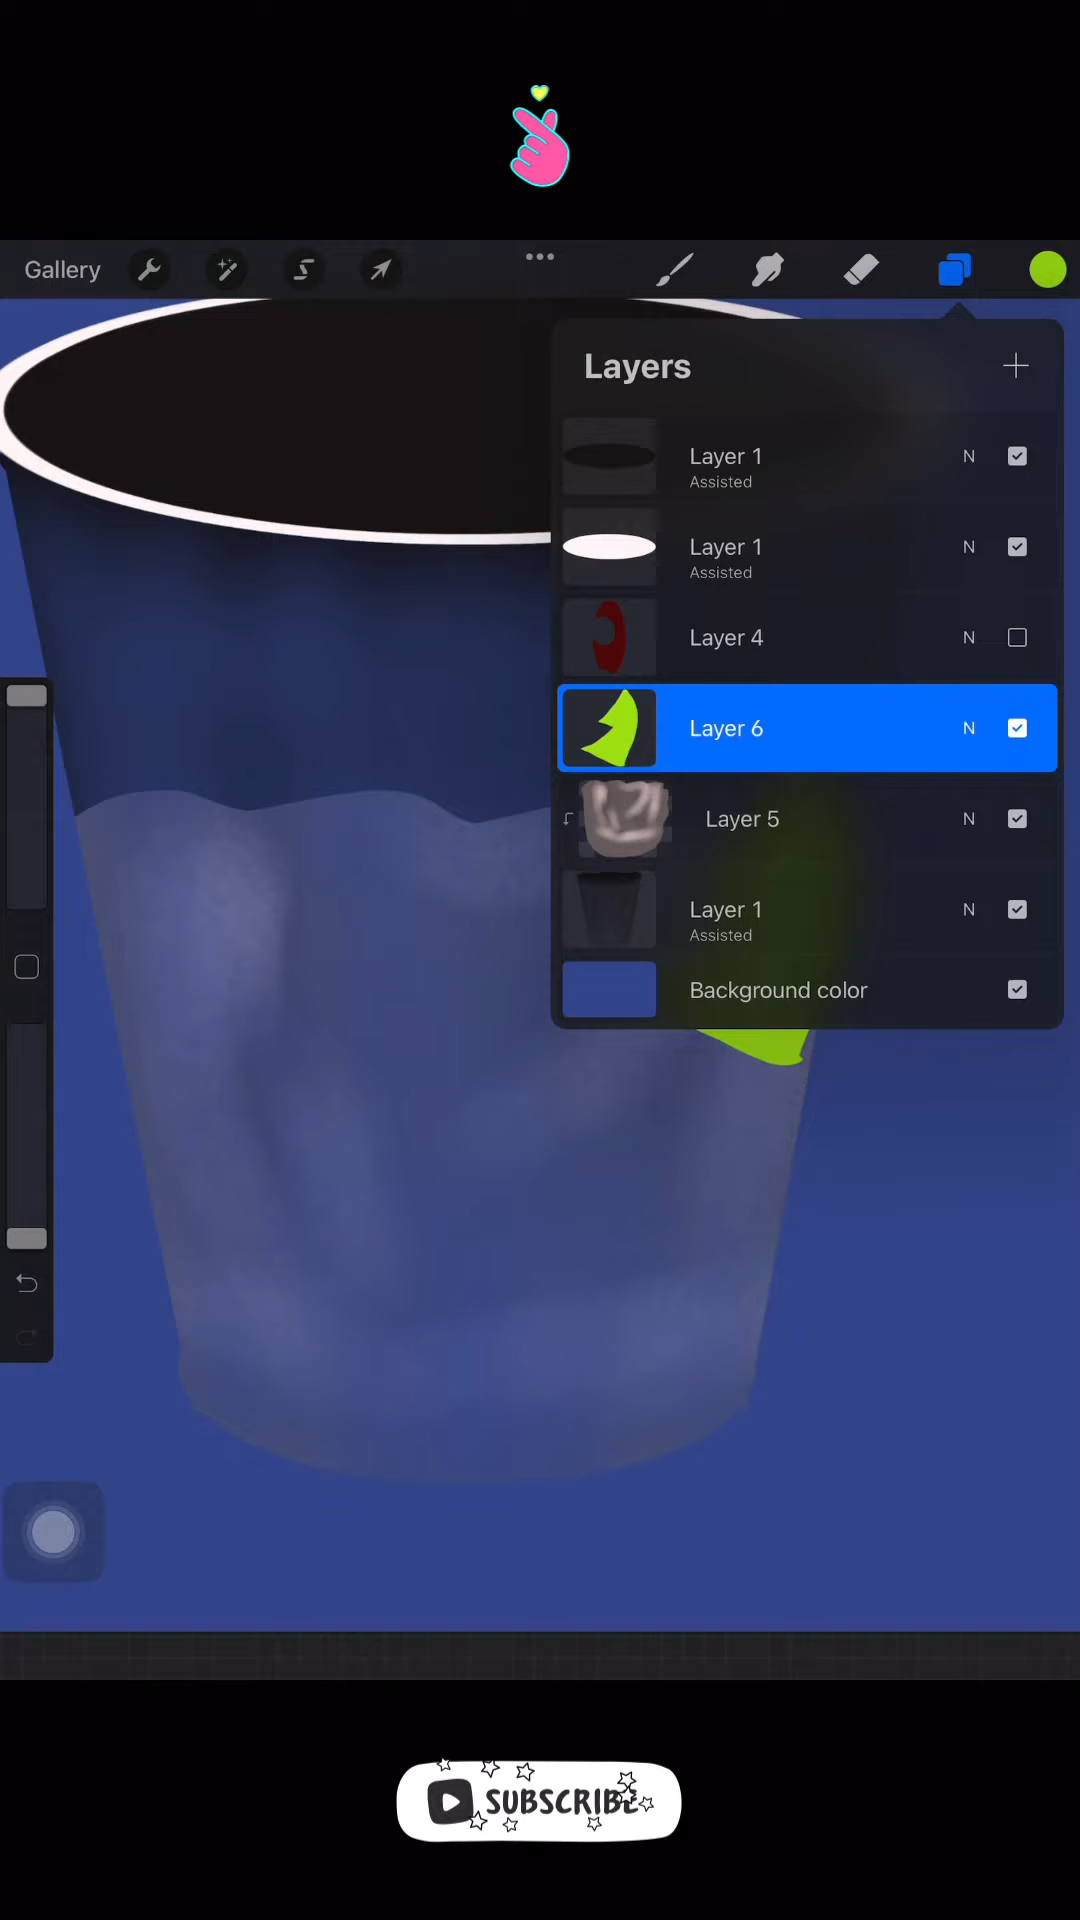 Gallery
Layers
Layer 1
N
Assisted
Layer 1
N
Assisted
Layer 4
N
Layer 6
N
Layer 5
N
Layer 1
N
Assisted
Background color
SUBSCRIBE